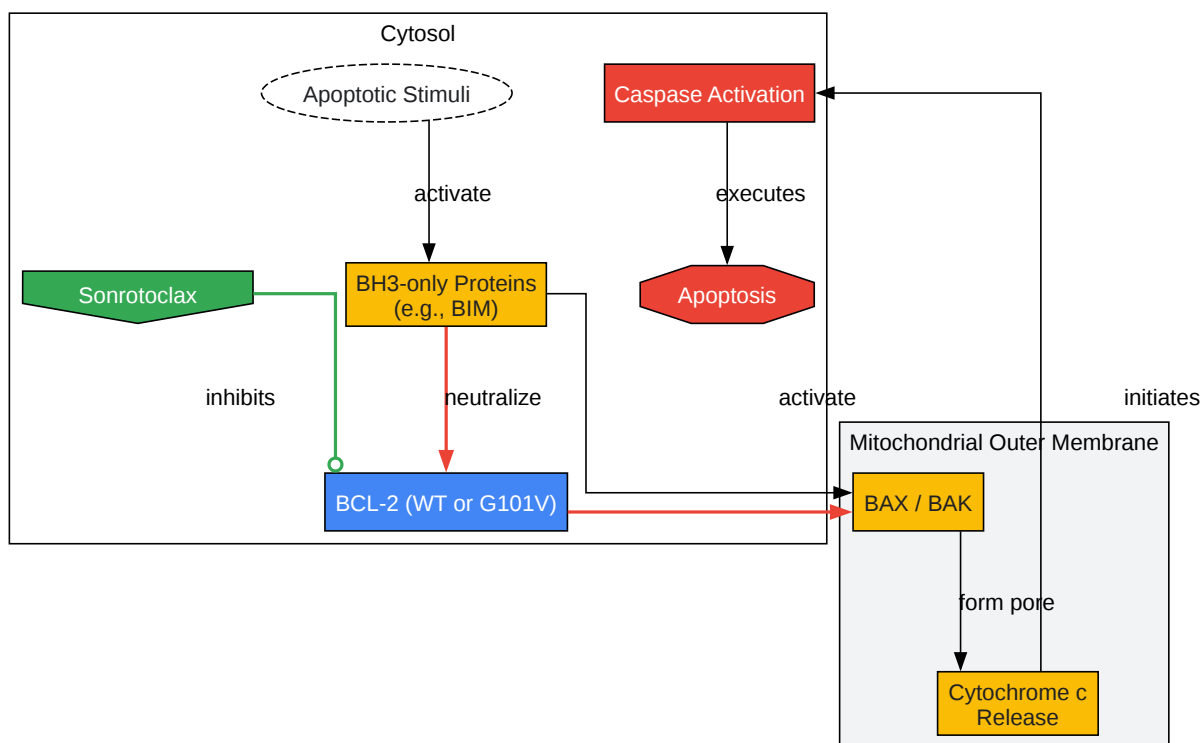 Cytosol
Apoptotic Stimuli
Caspase Activation
activate
executes
Sonrotoclax
BH3-only Proteins
(e.g., BIM)
Apoptosis
inhibits
neutralize
activate
initiates
Mitochondrial Outer Membrane
BCL-2 (WT or G101V)
BAX / BAK
form pore
Cytochrome c
Release